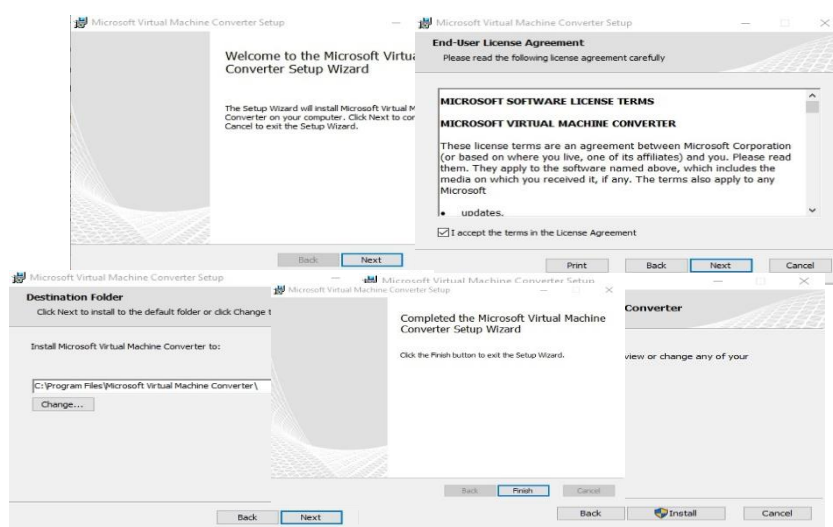 Microsoft Virtual Machine Converter Setup
Welcome to the Microsoft Virtu
Converter Setup Wizard
The Setup Wizard will install Microsoft Virtual M
Converter on your computer. Click Next to cor
Cancel to exit the Setup Wizard.
Back Next
Microsoft Virtual Machine Converter Setup
End-User License Agreement
Please read the following license agreement carefully
MICROSOFT SOFTWARE LICENSE TERMS
MICROSOFT VIRTUAL MACHINE CONVERTER
These license terms are an agreement between Microsoft Corporation
(or based on where you live, one of its affiliates) and you. Please read
them. They apply to the software named above, which includes the
media on which you received it, if any. The terms also apply to any
Microsoft
• updates.
I accept the terms in the License Agreement
Print Back Next Cancel
Microsoft Virtual Machine Converter Setup
Destination Folder
Click Next to install to the default folder or click Change t
Install Microsoft Virtual Machine Converter to:
C:\Program Files\Microsoft Virtual Machine Converter\
Change...
Back Next
Microsoft Virtual Machine Converter Setup
Microsoft Virtual Machine Converter Setup
Completed the Microsoft Virtual Machine
Converter Setup Wizard
Click the Finish button to exit the Setup Wizard.
Back Finish Cancel
Converter
view or change any of your
Back Install Cancel